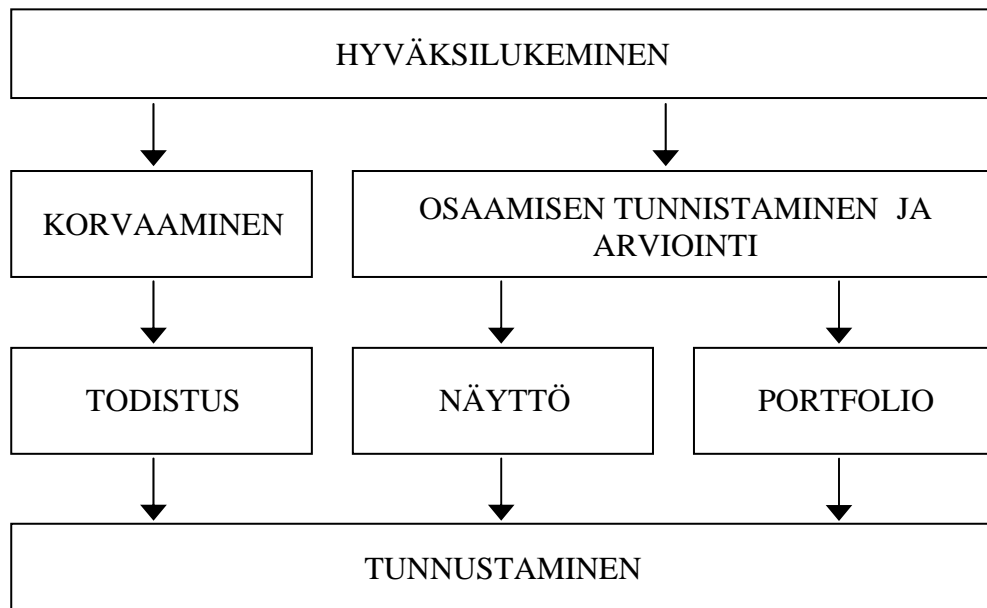 HYVÄKSILUKEMINEN
KORVAAMINEN
OSAAMISEN TUNNISTAMINEN JA
ARVIOINTI
TODISTUS
NÄYTTÖ
PORTFOLIO
TUNNUSTAMINEN